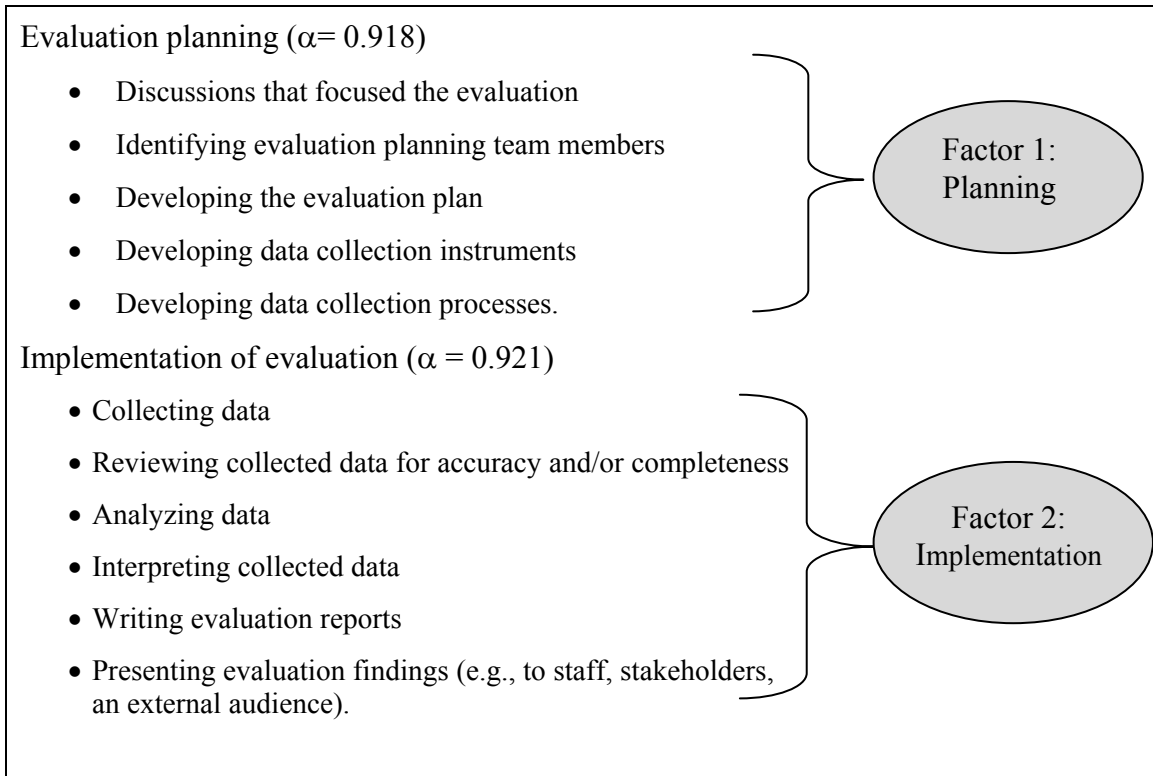 Evaluation planning (α= 0.918)
• Discussions that focused the evaluation
• Identifying evaluation planning team members
• Developing the evaluation plan
• Developing data collection instruments
• Developing data collection processes.
Factor 1:
Planning
Implementation of evaluation (α = 0.921)
• Collecting data
• Reviewing collected data for accuracy and/or completeness
• Analyzing data
• Interpreting collected data
• Writing evaluation reports
• Presenting evaluation findings (e.g., to staff, stakeholders,
an external audience).
Factor 2:
Implementation